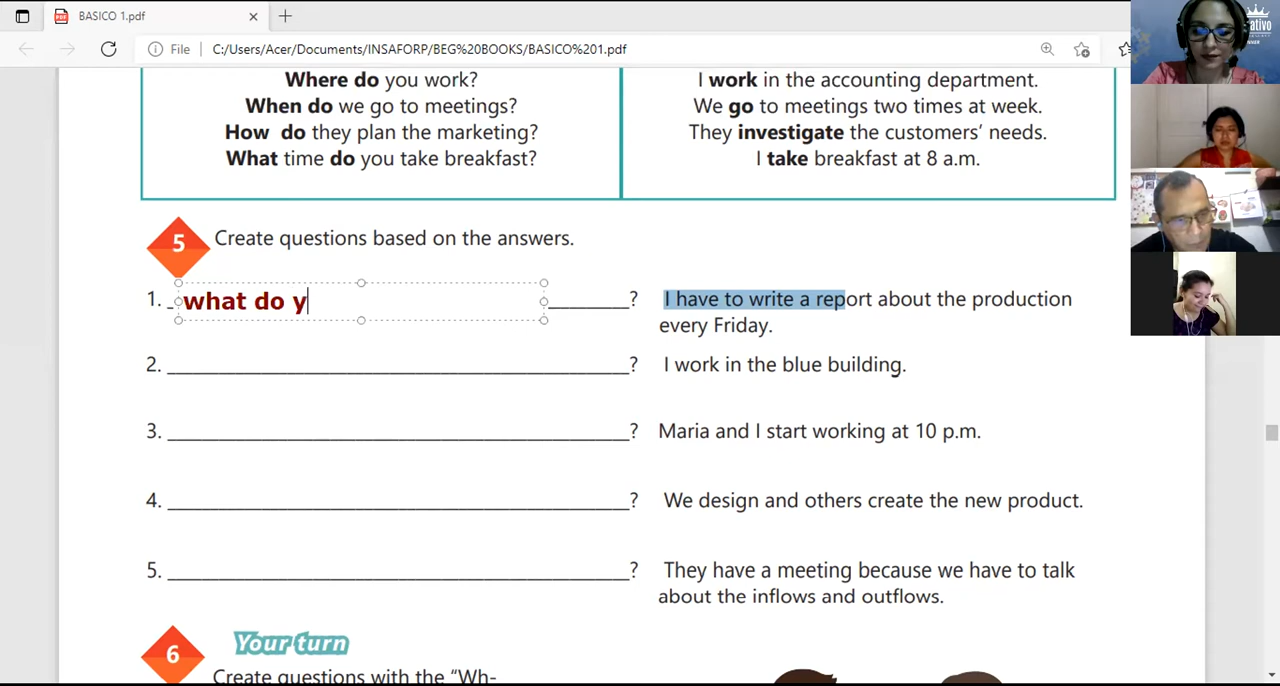 BASICO 1.pdf
File
C:/Users/Acer/Documents/INSAFORP/BEG%20BOOKS/BASICO%201.pdf
Where do you work?
I work in the accounting department.
When do we go to meetings?
We go to meetings two times at week.
How do they plan the marketing?
They investigate the customers' needs.
What time do you take breakfast?
I take breakfast at 8 a.m.
5 Create questions based on the answers.
1. _ what do y ________? I have to write a report about the production
every Friday.
2. ________? I work in the blue building.
3. ________? Maria and I start working at 10 p.m.
4. ________? We design and others create the new product.
5. ________? They have a meeting because we have to talk
about the inflows and outflows.
6 Your turn
Create questions with the “Wh-